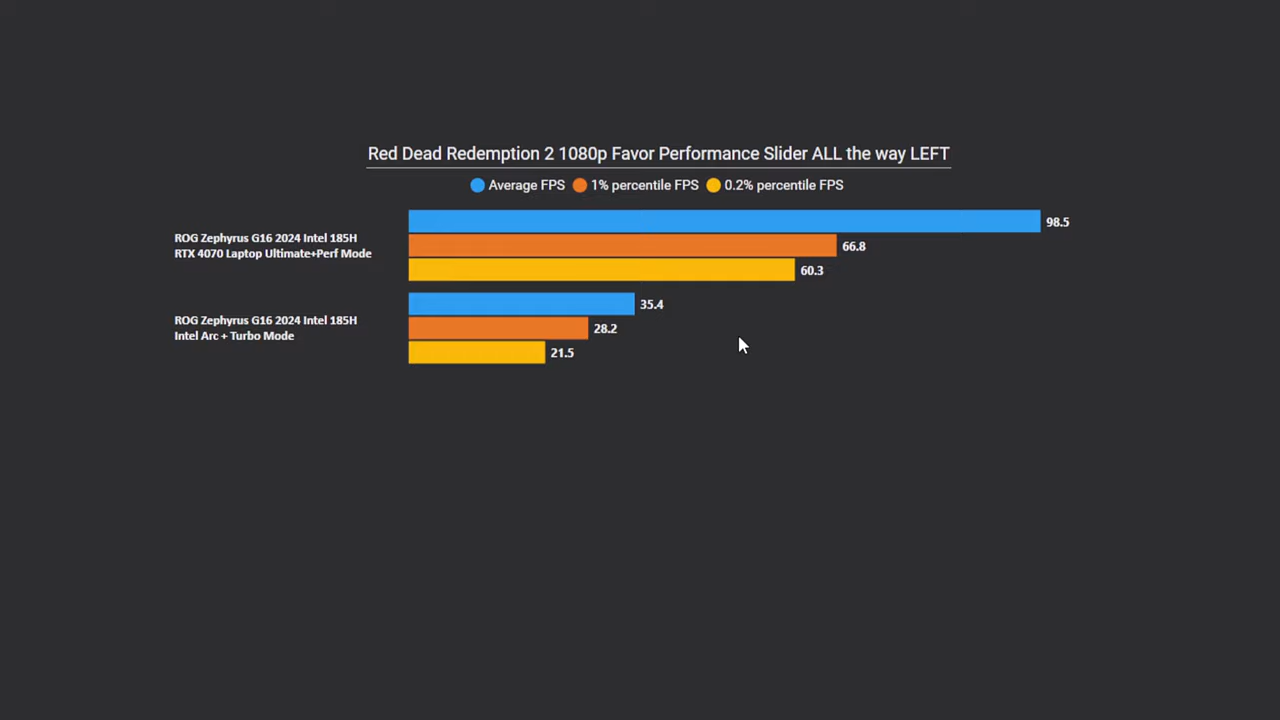 Red Dead Redemption 2 1080p Favor Performance Slider ALL the way LEFT
Average FPS 1% percentile FPS 0.2% percentile FPS
ROG Zephyrus G16 2024 Intel 185H
RTX 4070 Laptop Ultimate+Perf Mode
98.5
66.8
60.3
ROG Zephyrus G16 2024 Intel 185H
Intel Arc + Turbo Mode
35.4
28.2
21.5